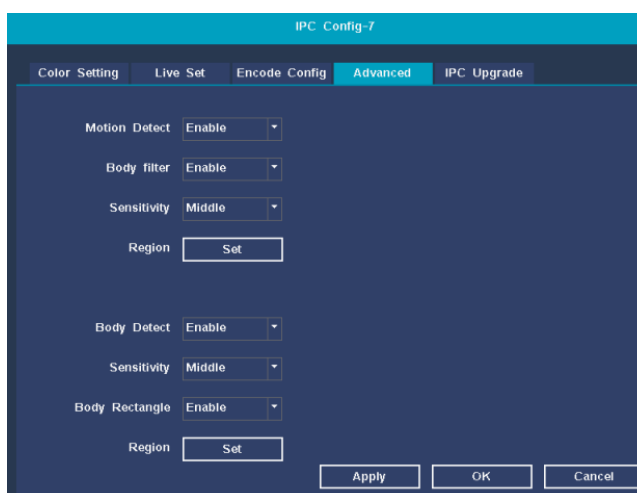 IPC Config-7
Color Setting Live Set Encode Config Advanced IPC Upgrade
Motion Detect Enable
Body filter Enable
Sensitivity Middle
Region Set
Body Detect Enable
Sensitivity Middle
Body Rectangle Enable
Region Set
Apply OK Cancel